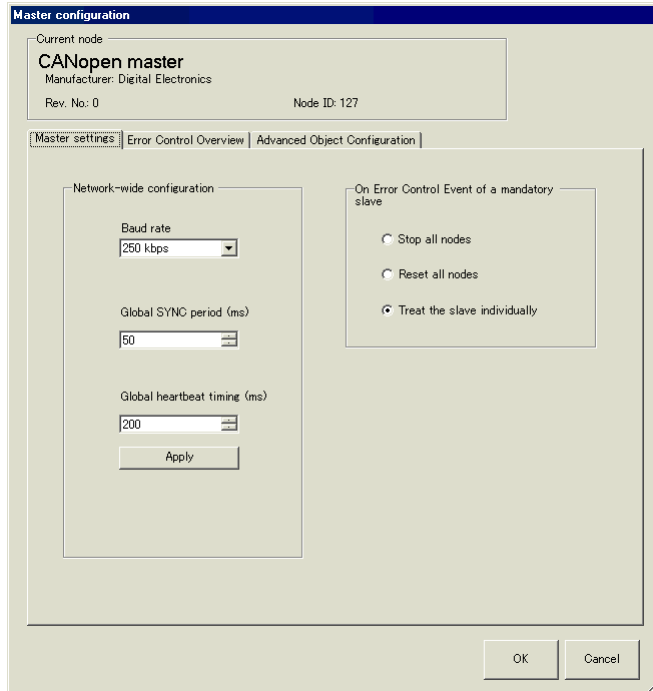 Master configuration
Current node
CANopen master
Manufacturer: Digital Electronics
Rev. No.: 0 Node ID: 127
Master settings Error Control Overview Advanced Object Configuration
Network-wide configuration
Baud rate
250 kbps
Global SYNC period (ms)
50
Global heartbeat timing (ms)
200
Apply
On Error Control Event of a mandatory
slave
Stop all nodes
Reset all nodes
Treat the slave individually
OK Cancel